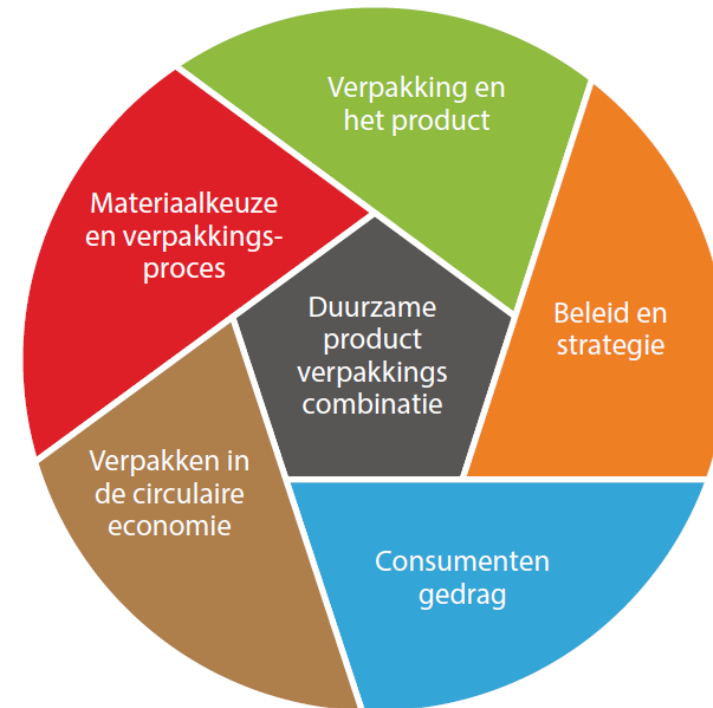 Verpakking en
het product
Materiaalkeuze
en verpakkings-
proces
Duurzame
product
verpakkings
combinatie
Beleid en
strategie
Verpakken in
de circulaire
economie
Consumenten
gedrag